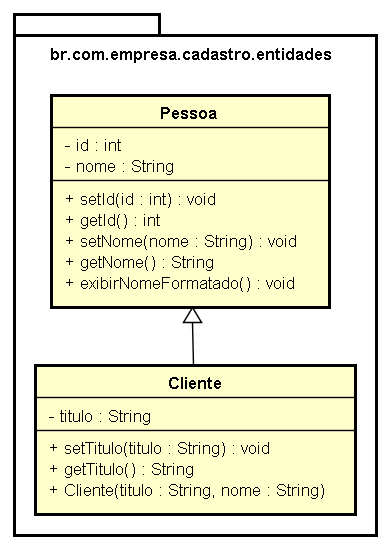 br.com.empresa.cadastro.entidades
Pessoa
- id : int
- nome : String
+ setId(id : int) : void
+ getId() : int
+ setNome(nome : String) : void
+ getNome() : String
+ exibirNomeFormatado() : void
Cliente
- titulo : String
+ setTitulo(titulo : String) : void
+ getTitulo() : String
+ Cliente(titulo : String, nome : String)